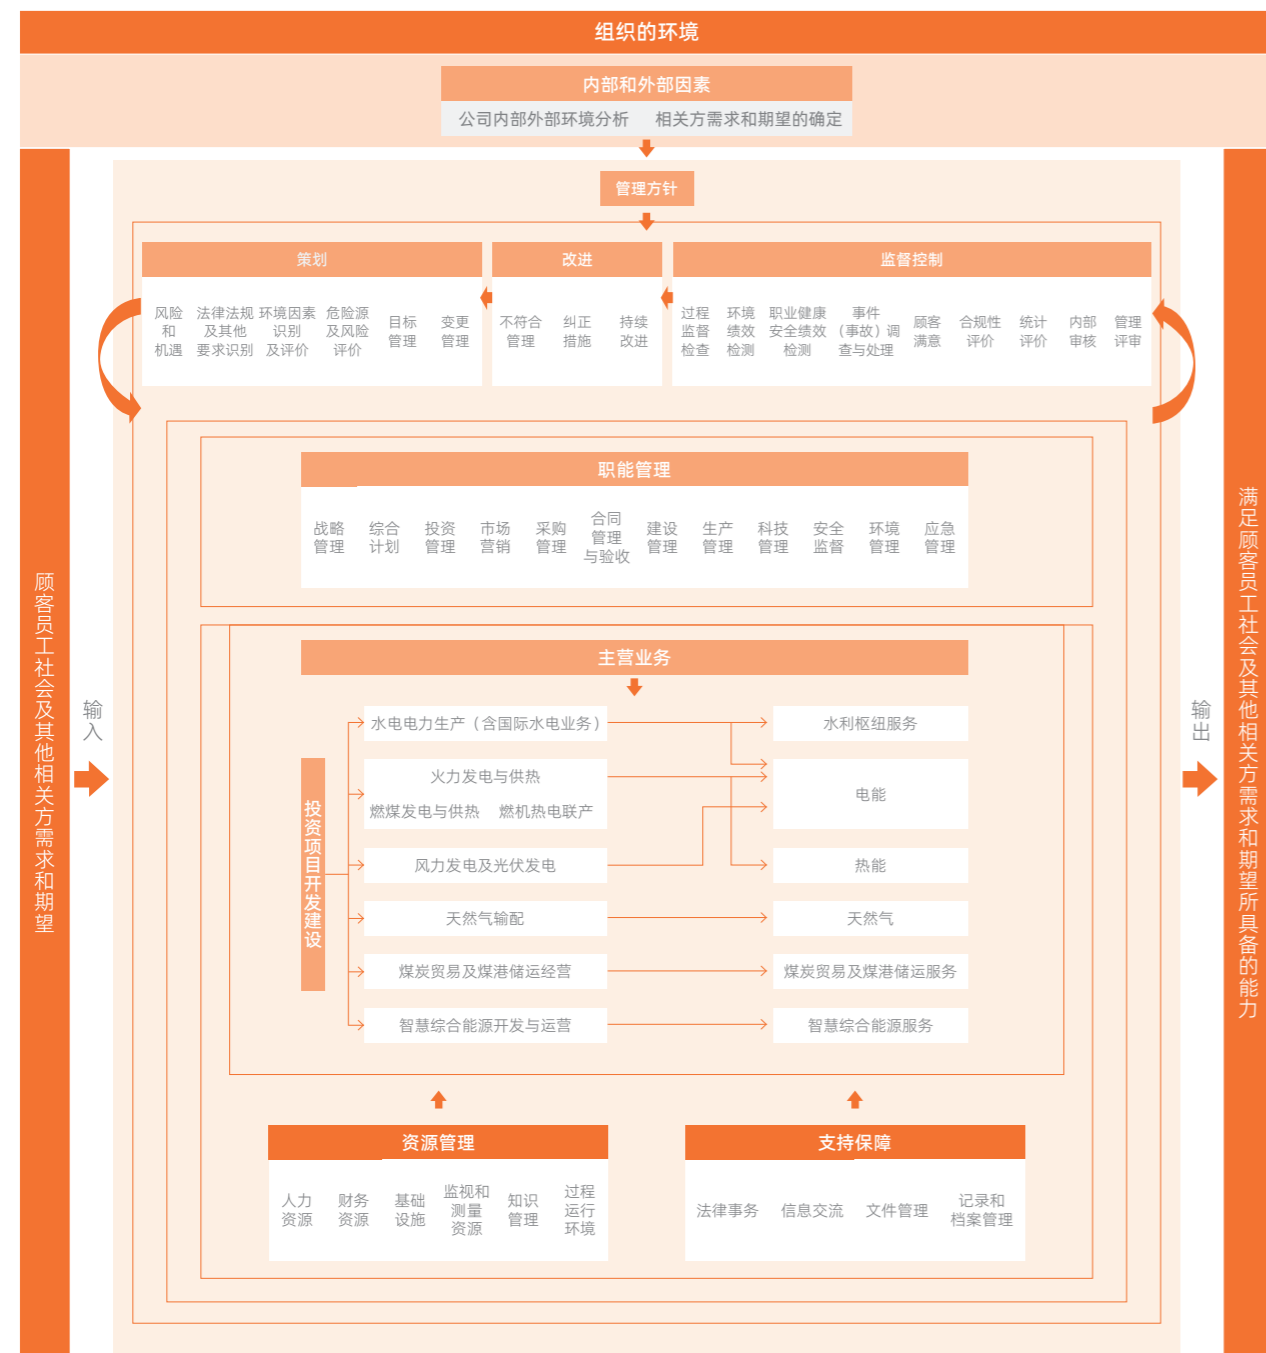 组织的环境
内部和外部因素
公司内部外部环境分析
相关方需求和期望的确定
管理方针
策划
风险
和
机遇
法律法规
及其他
要求识别
环境因素
识别
及评价
危险源
及风险
评价
目标
管理
变更
管理
改进
不符合
管理
纠正
措施
持续
改进
监督控制
过程
监督
检查
环境
绩效
检测
职业健康
安全绩效
检测
事件
（事故）调
查与处理
顾客
满意
合规性
评价
统计
评价
内部
审核
管理
评审
顾客员工社会及其他相关方需求和期望
输入
职能管理
战略
管理
综合
计划
投资
管理
市场
营销
采购
管理
合同
管理
与验收
建设
管理
生产
管理
科技
管理
安全
监督
环境
管理
应急
管理
主营业务
投资项目开发建设
水电电力生产（含国际水电业务）
水利枢纽服务
火力发电与供热
燃煤发电与供热
燃机热电联产
电能
风力发电及光伏发电
热能
天然气输配
天然气
煤炭贸易及煤港储运经营
煤炭贸易及煤港储运服务
智慧综合能源开发与运营
智慧综合能源服务
资源管理
人力
资源
财务
资源
基础
设施
监视和
测量
资源
知识
管理
过程
运行
环境
支持保障
法律事务
信息交流
文件管理
记录和
档案管理
输出
满足顾客员工社会及其他相关方需求和期望所具备的能力